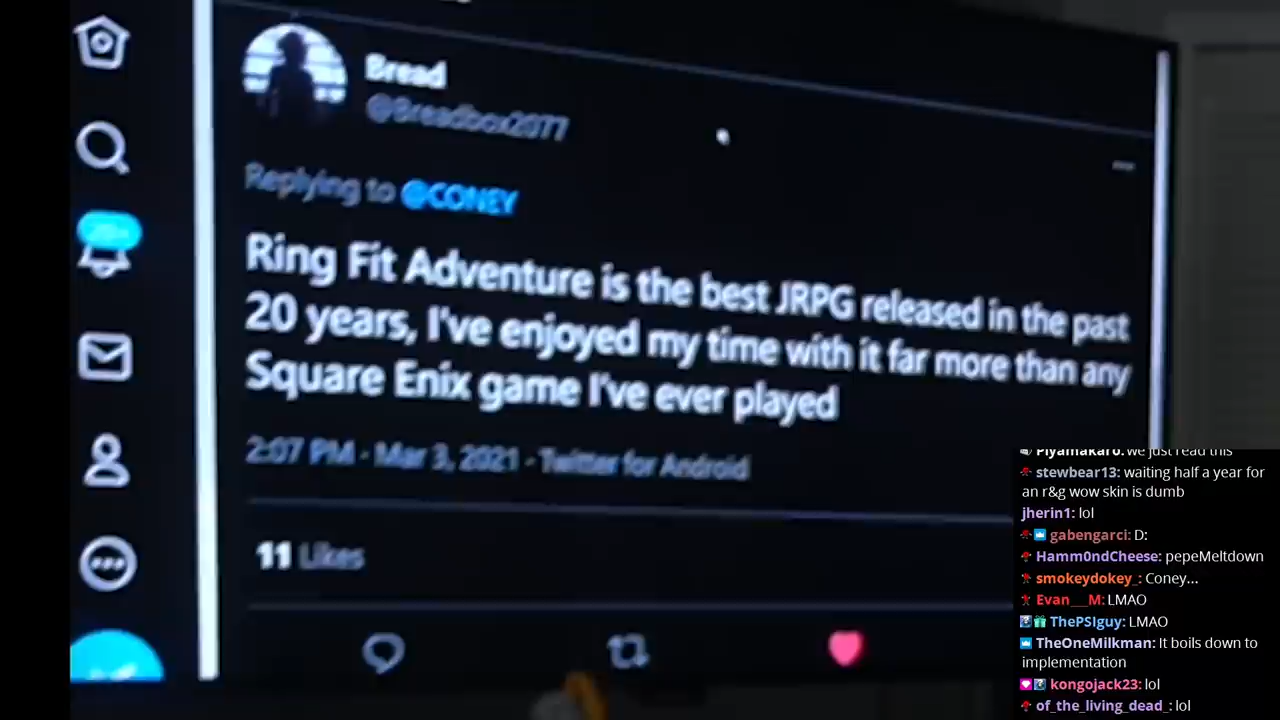 Bread
@Breadbox2077
Replying to @CONEY
Ring Fit Adventure is the best JRPG released in the past
20 years, I've enjoyed my time with it far more than any
Square Enix game I've ever played
2:07 PM · Mar 3, 2021 · Twitter for Android
11 Likes
Piyamakaro: we just read this
stewbear13: waiting half a year for
an r&g wow skin is dumb
jherin1: lol
gabengarci: D:
Hamm0ndCheese: pepeMeltdown
smokeydokey_: Coney...
Evan___M: LMAO
ThePSIguy: LMAO
TheOneMilkman: It boils down to
implementation
kongojack23: lol
of_the_living_dead_: lol